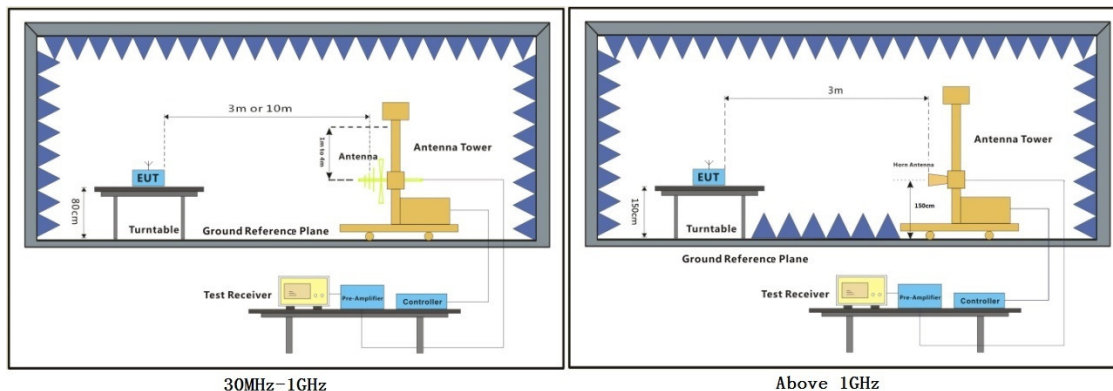 3m or 10m
1m to 4m
Antenna
Antenna Tower
EUT
80cm
Turntable
Ground Reference Plane
Test Receiver
Pre-Amplifier
Controller
30MHz-1GHz
3m
Horn Antenna
Antenna Tower
EUT
150cm
150cm
Turntable
Ground Reference Plane
Test Receiver
Pre-Amplifier
Controller
Above 1GHz